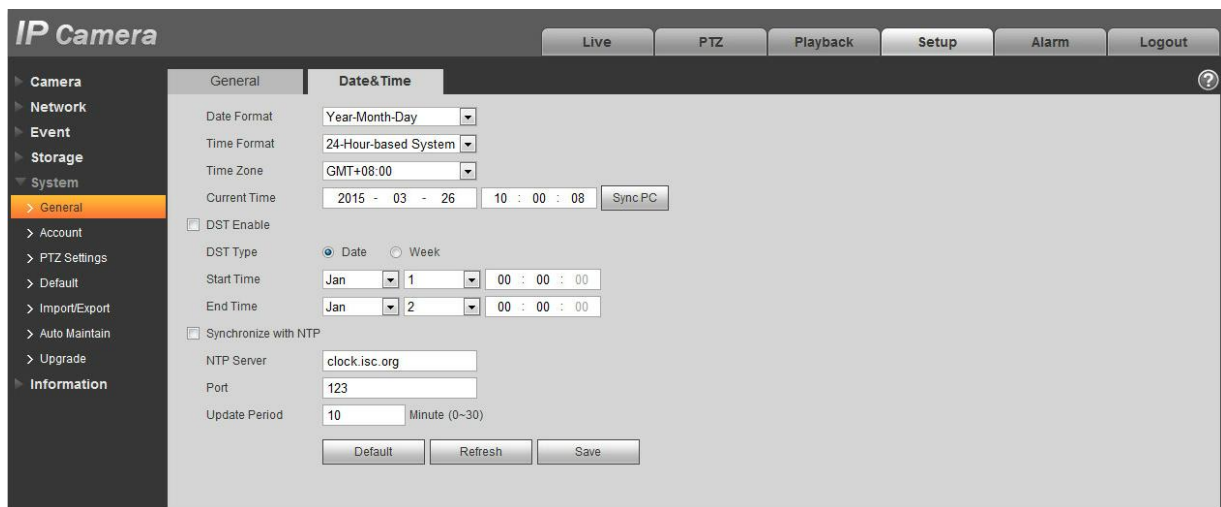 IP Camera
Live PTZ Playback Setup Alarm Logout
Camera
Network
Event
Storage
System
> General
> Account
> PTZ Settings
> Default
> Import/Export
> Auto Maintain
> Upgrade
Information
General Date&Time
?
Date Format Year-Month-Day
Time Format 24-Hour-based System
Time Zone GMT+08:00
Current Time 2015 - 03 - 26 10 : 00 : 08 Sync PC
DST Enable
DST Type Date Week
Start Time Jan 1 00 : 00 : 00
End Time Jan 2 00 : 00 : 00
Synchronize with NTP
NTP Server clock.isc.org
Port 123
Update Period 10 Minute (0~30)
Default Refresh Save